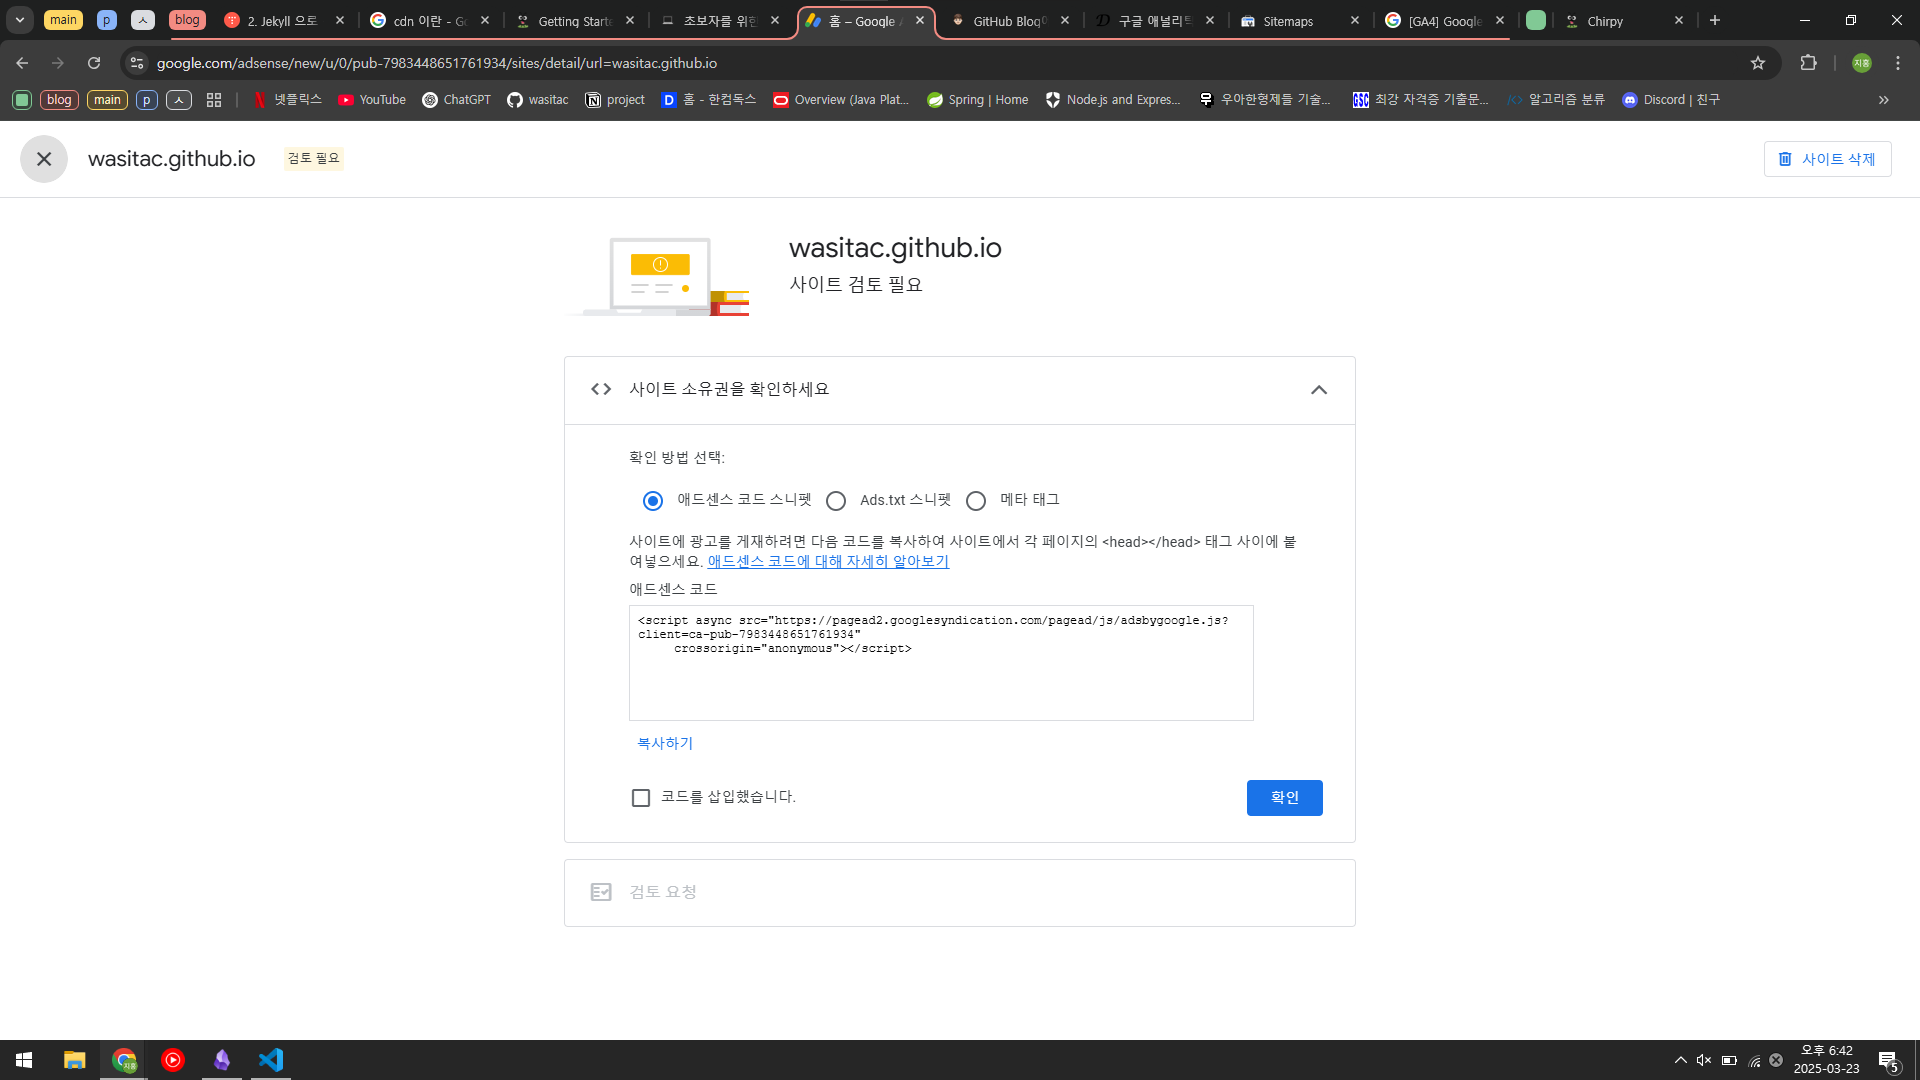 main
p
ㅅ
blog
2. Jekyll 으로
cdn 이란 - Go
Getting Starte
초보자를 위한
홈 – Google A
GitHub Blog에
구글 애널리틱
Sitemaps
[GA4] Google
Chirpy
google.com/adsense/new/u/0/pub-7983448651761934/sites/detail/url=wasitac.github.io
지홍
blog
main
p
ㅅ
넷플릭스
YouTube
ChatGPT
wasitac
project
홈 - 한컴독스
Overview (Java Plat...
Spring | Home
Node.js and Expres...
우아한형제들 기술...
최강 자격증 기출문...
알고리즘 분류
Discord | 친구
wasitac.github.io
검토 필요
사이트 삭제
wasitac.github.io
사이트 검토 필요
사이트 소유권을 확인하세요
확인 방법 선택:
애드센스 코드 스니펫
Ads.txt 스니펫
메타 태그
사이트에 광고를 게재하려면 다음 코드를 복사하여 사이트에서 각 페이지의 <head></head> 태그 사이에 붙
여넣으세요. 애드센스 코드에 대해 자세히 알아보기
애드센스 코드
<script async src="https://pagead2.googlesyndication.com/pagead/js/adsbygoogle.js?
client=ca-pub-7983448651761934"
crossorigin="anonymous"></script>
복사하기
코드를 삽입했습니다.
확인
검토 요청
오후 6:42
2025-03-23
5